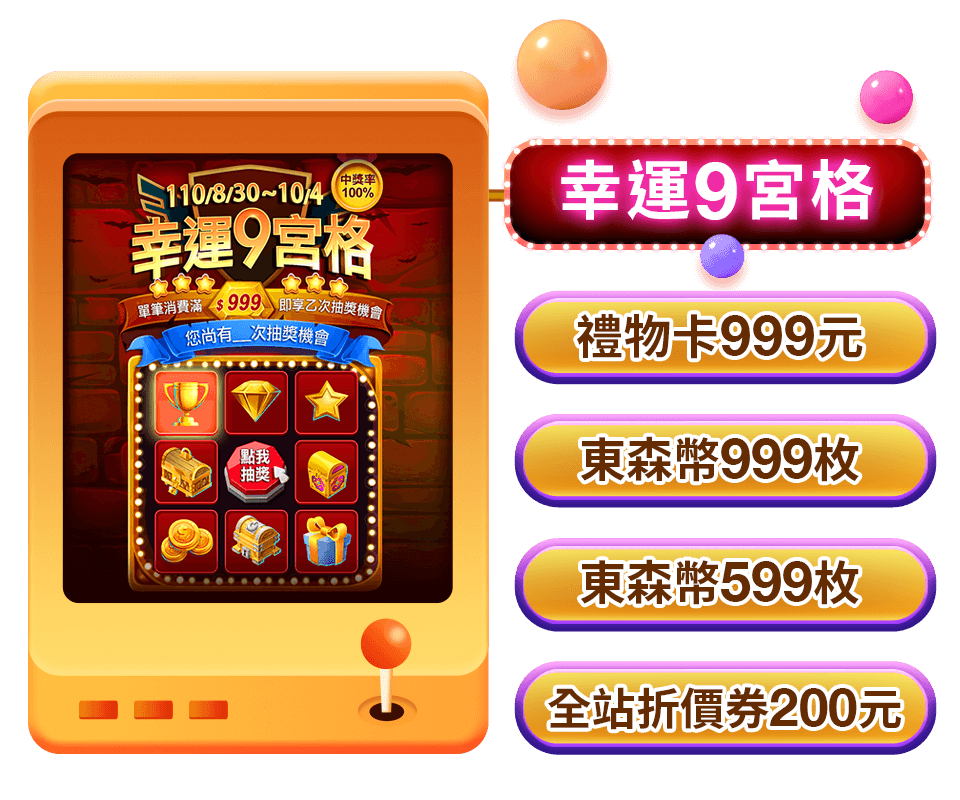 110/8/30~10/4
中獎率
100%
幸運9宮格
單筆消費滿 $999 即享乙次抽獎機會
您尚有__次抽獎機會
點我
抽獎
幸運9宮格
禮物卡999元
東森幣999枚
東森幣599枚
全站折價券200元